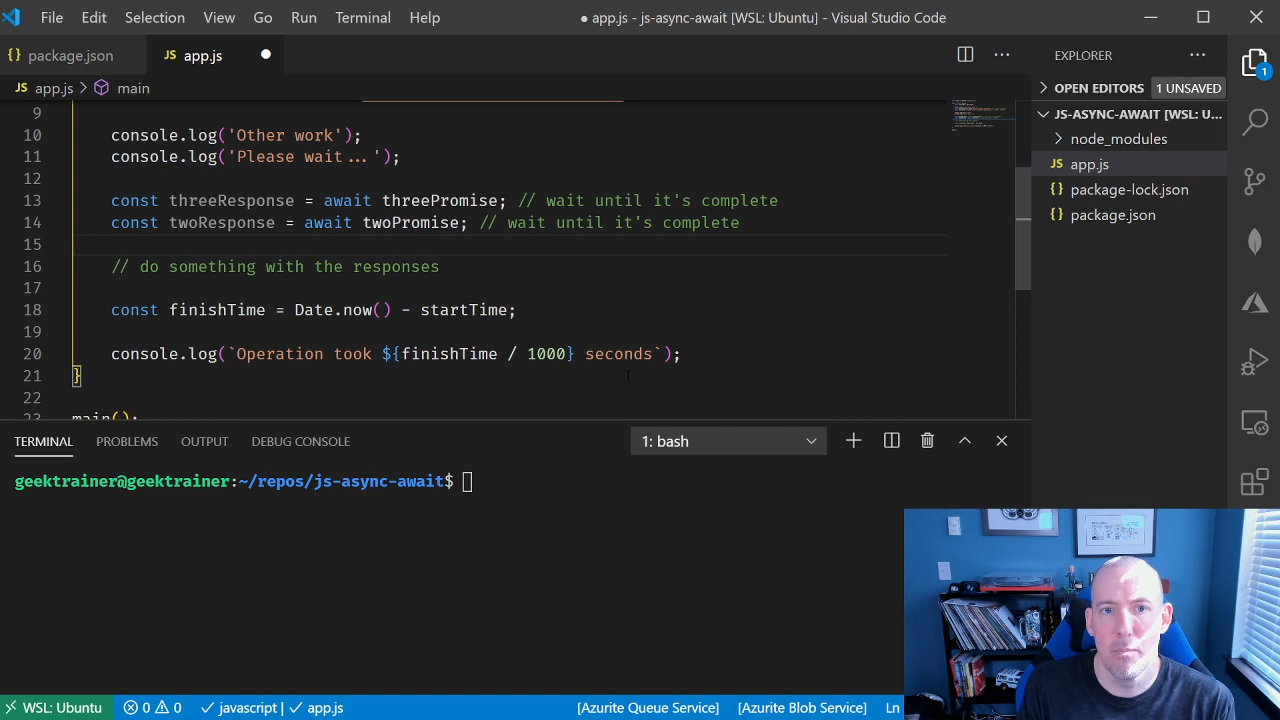 File Edit Selection View Go Run Terminal Help ● app.js - js-async-await [WSL: Ubuntu] - Visual Studio Code
{} package.json JS app.js ● ··· EXPLORER ···
JS app.js > main
OPEN EDITORS 1 UNSAVED
1
JS-ASYNC-AWAIT [WSL: U...
node_modules
JS app.js
{} package-lock.json
{} package.json
9
10 console.log('Other work');
11 console.log('Please wait...');
12
13 const threeResponse = await threePromise; // wait until it's complete
14 const twoResponse = await twoPromise; // wait until it's complete
15
16 // do something with the responses
17
18 const finishTime = Date.now() - startTime;
19
20 console.log(`Operation took ${finishTime / 1000} seconds`);
21 }
22
23 main();
TERMINAL PROBLEMS OUTPUT DEBUG CONSOLE 1: bash
geektrainer@geektrainer:~/repos/js-async-await$
WSL: Ubuntu 0 0 javascript | app.js [Azurite Queue Service] [Azurite Blob Service] Ln